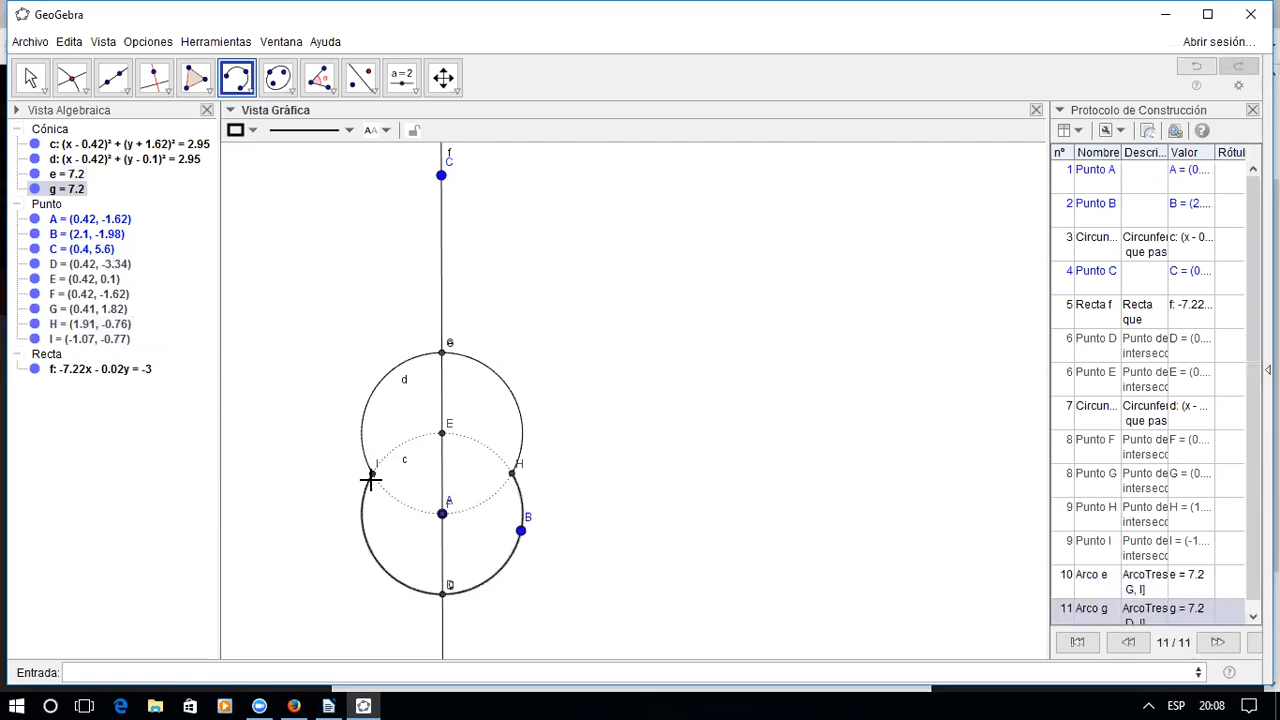 GeoGebra
Archivo Edita Vista Opciones Herramientas Ventana Ayuda Abrir sesión...
a=2
Vista Algebraica Vista Gráfica Protocolo de Construcción
AA
Cónica
c: (x - 0.42)² + (y + 1.62)² = 2.95
d: (x - 0.42)² + (y - 0.1)² = 2.95
e = 7.2
g = 7.2
Punto
A = (0.42, -1.62)
B = (2.1, -1.98)
C = (0.4, 5.6)
D = (0.42, -3.34)
E = (0.42, 0.1)
F = (0.42, -1.62)
G = (0.41, 1.82)
H = (1.91, -0.76)
I = (-1.07, -0.77)
Recta
f: -7.22x - 0.02y = -3
f
C
d
E
c
I
H
A
B
nº Nombre Descri... Valor Rótul
1 Punto A A = (0....
2 Punto B B = (2....
3 Circun... Circunfer c: (x - 0...
que pas
4 Punto C C = (0....
5 Recta f Recta f: -7.22...
que
6 Punto D Punto de D = (0....
intersecc
6 Punto E Punto de E = (0....
intersecc
7 Circun... Circunfer d: (x - ...
8 Punto F Punto de F = (0....
intersecc
8 Punto G Punto de G = (0....
intersecc
9 Punto H Punto de H = (1....
intersecc
9 Punto I Punto de I = (-1....
intersecc
10 Arco e ArcoTres e = 7.2
G, I]
11 Arco g ArcoTres g = 7.2
D, I]
11 / 11
Entrada:
ESP 20:08